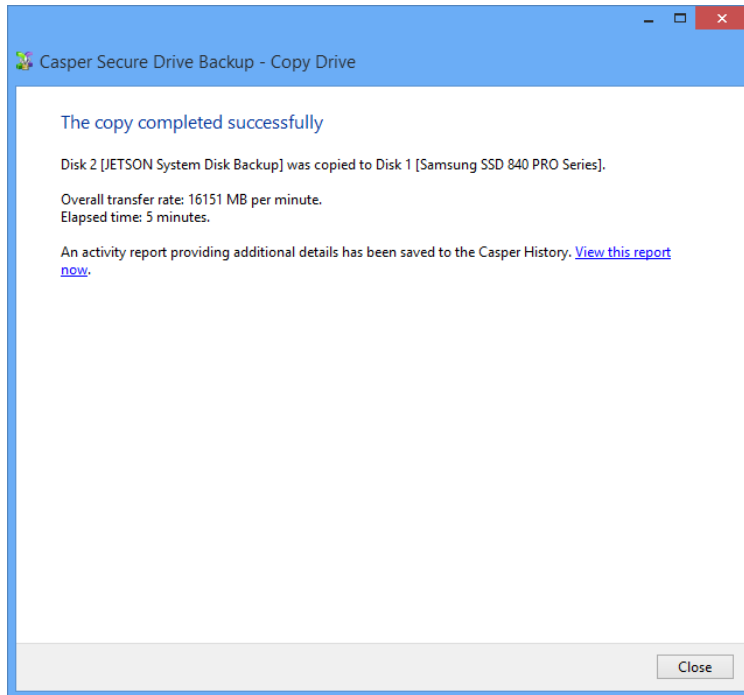 Casper Secure Drive Backup - Copy Drive
The copy completed successfully
Disk 2 [JETSON System Disk Backup] was copied to Disk 1 [Samsung SSD 840 PRO Series].
Overall transfer rate: 16151 MB per minute.
Elapsed time: 5 minutes.
An activity report providing additional details has been saved to the Casper History. View this report
now.
Close